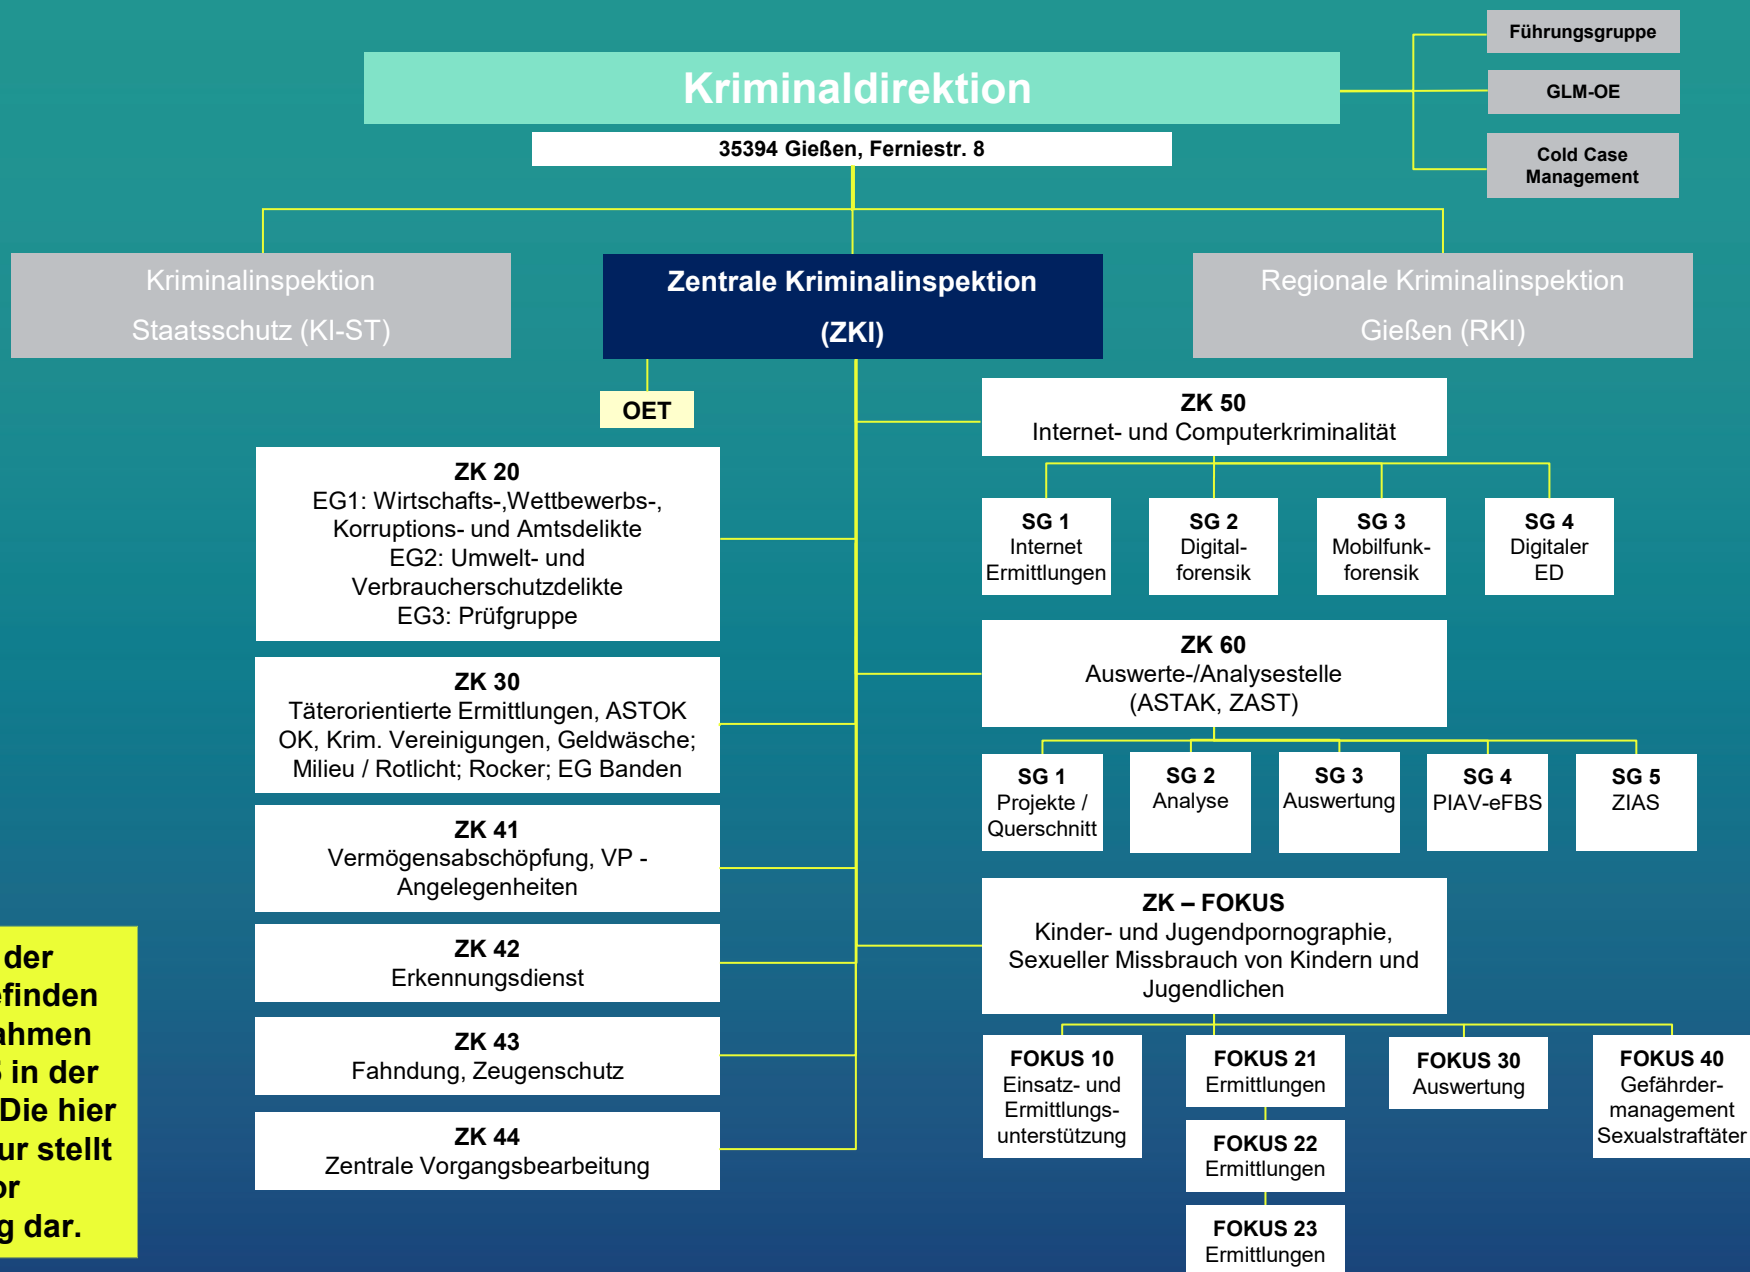 Führungsgruppe
Kriminaldirektion
GLM-OE
35394 Gießen, Ferniestr. 8
Cold Case
Management
Kriminalinspektion
Staatsschutz (KI-ST)
Zentrale Kriminalinspektion
(ZKI)
Regionale Kriminalinspektion
Gießen (RKI)
OET
ZK 20
EG1: Wirtschafts-,Wettbewerbs-,
Korruptions- und Amtsdelikte
EG2: Umwelt- und
Verbraucherschutzdelikte
EG3: Prüfgruppe
ZK 30
Täterorientierte Ermittlungen, ASTOK
OK, Krim. Vereinigungen, Geldwäsche;
Milieu / Rotlicht; Rocker; EG Banden
ZK 41
Vermögensabschöpfung, VP -
Angelegenheiten
ZK 42
Erkennungsdienst
ZK 43
Fahndung, Zeugenschutz
ZK 44
Zentrale Vorgangsbearbeitung
ZK 50
Internet- und Computerkriminalität
SG 1
Internet
Ermittlungen
SG 2
Digital-
forensik
SG 3
Mobilfunk-
forensik
SG 4
Digitaler
ED
ZK 60
Auswerte-/Analysestelle
(ASTAK, ZAST)
SG 1
Projekte /
Querschnitt
SG 2
Analyse
SG 3
Auswertung
SG 4
PIAV-eFBS
SG 5
ZIAS
ZK – FOKUS
Kinder- und Jugendpornographie,
Sexueller Missbrauch von Kindern und
Jugendlichen
FOKUS 10
Einsatz- und
Ermittlungs-
unterstützung
FOKUS 21
Ermittlungen
FOKUS 22
Ermittlungen
FOKUS 23
Ermittlungen
FOKUS 30
Auswertung
FOKUS 40
Gefährder-
management
Sexualstraftäter
der
in der
Die hier
stellt
dar.